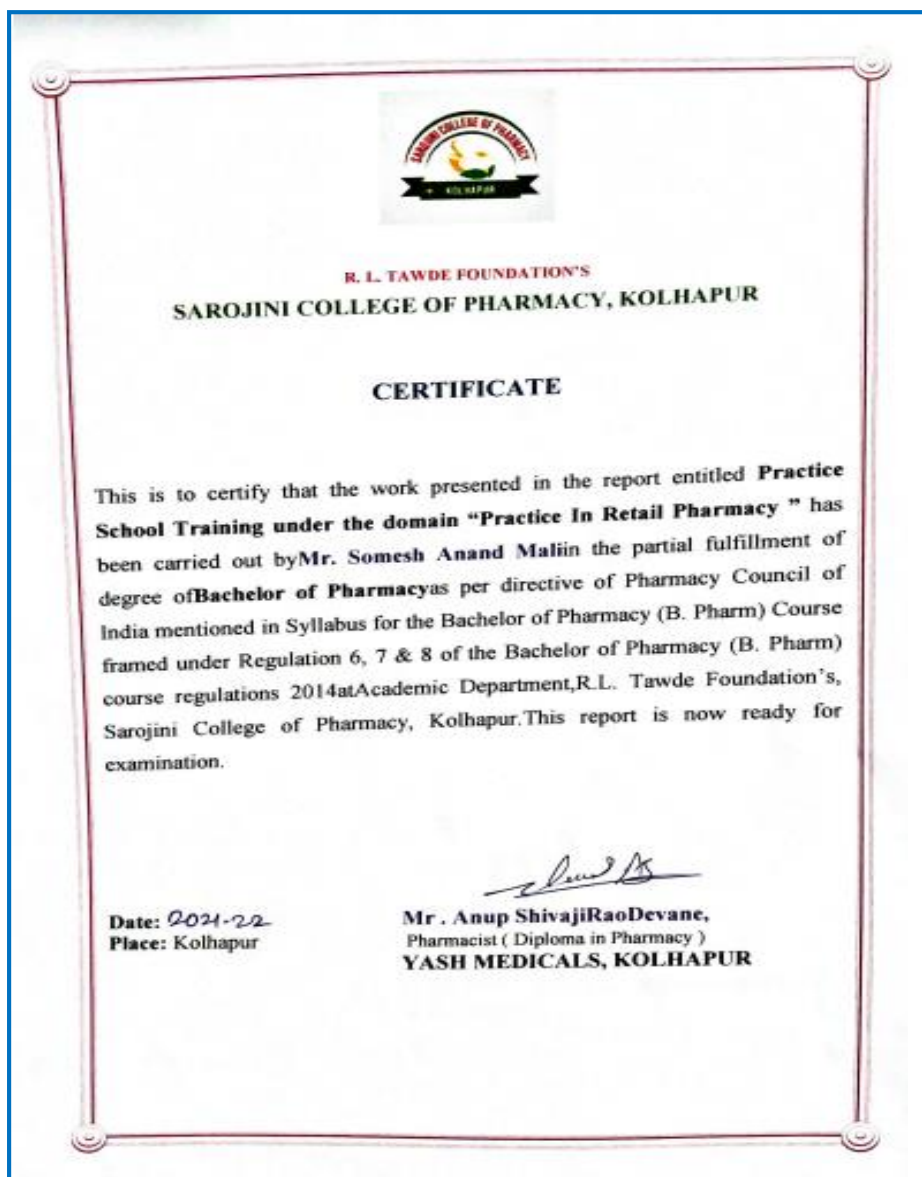 SAROJINI COLLEGE OF PHARMACY
KOLHAPUR
R. L. TAWDE FOUNDATION'S
SAROJINI COLLEGE OF PHARMACY, KOLHAPUR
CERTIFICATE
This is to certify that the work presented in the report entitled Practice
School Training under the domain "Practice In Retail Pharmacy " has
been carried out byMr. Somesh Anand Maliin the partial fulfillment of
degree ofBachelor of Pharmacyas per directive of Pharmacy Council of
India mentioned in Syllabus for the Bachelor of Pharmacy (B. Pharm) Course
framed under Regulation 6, 7 & 8 of the Bachelor of Pharmacy (B. Pharm)
course regulations 2014atAcademic Department,R.L. Tawde Foundation's,
Sarojini College of Pharmacy, Kolhapur.This report is now ready for
examination.
Date: 2021-22
Place: Kolhapur
Mr . Anup ShivajiRaoDevane,
Pharmacist ( Diploma in Pharmacy )
YASH MEDICALS, KOLHAPUR